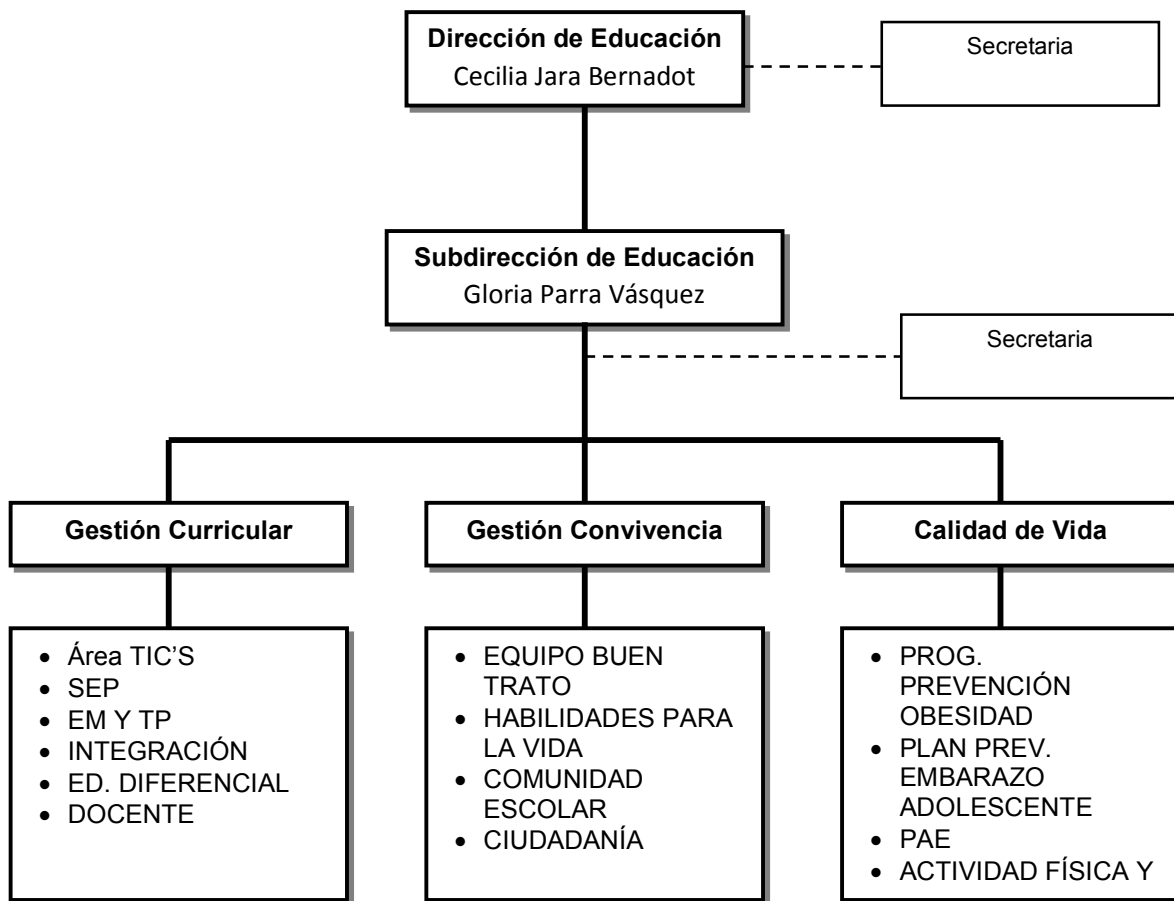 Dirección de Educación
Cecilia Jara Bernadot
Secretaria
Subdirección de Educación
Gloria Parra Vásquez
Secretaria
Gestión Curricular
Gestión Convivencia
Calidad de Vida
• Área TIC'S
• SEP
• EM Y TP
• INTEGRACIÓN
• ED. DIFERENCIAL
• DOCENTE
• EQUIPO BUEN
TRATO
• HABILIDADES PARA
LA VIDA
• COMUNIDAD
ESCOLAR
• CIUDADANÍA
• PROG.
PREVENCIÓN
OBESIDAD
• PLAN PREV.
EMBARAZO
ADOLESCENTE
• PAE
• ACTIVIDAD FÍSICA Y